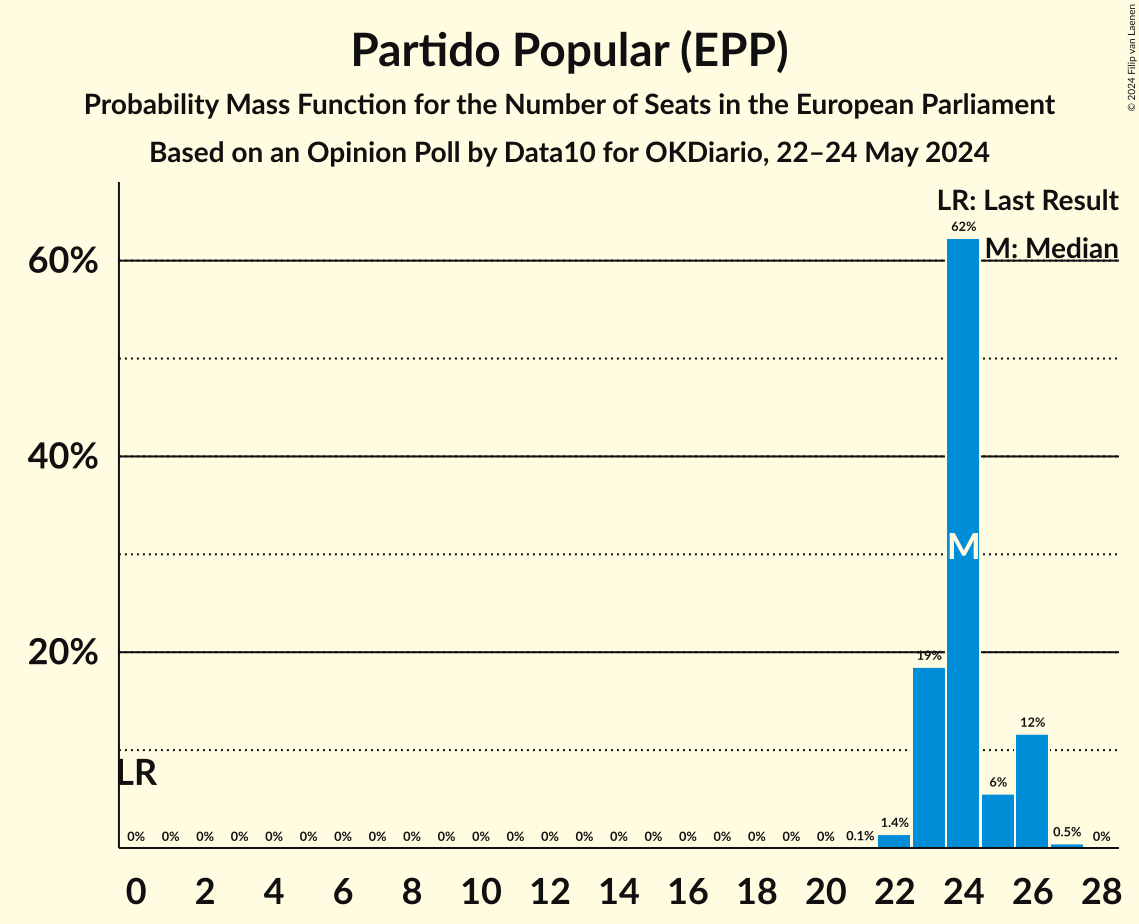 Partido Popular (EPP)
Probability Mass Function for the Number of Seats in the European Parliament
Based on an Opinion Poll by Data10 for OKDiario, 22–24 May 2024
© 2024 Filip van Laenen
LR: Last Result
M: Median
60%
40%
20%
62%
M
19%
12%
6%
LR
0% 0% 0% 0% 0% 0% 0% 0% 0% 0% 0% 0% 0% 0% 0% 0% 0% 0% 0% 0% 0% 0.1% 1.4% 0.5% 0%
0 2 4 6 8 10 12 14 16 18 20 22 24 26 28